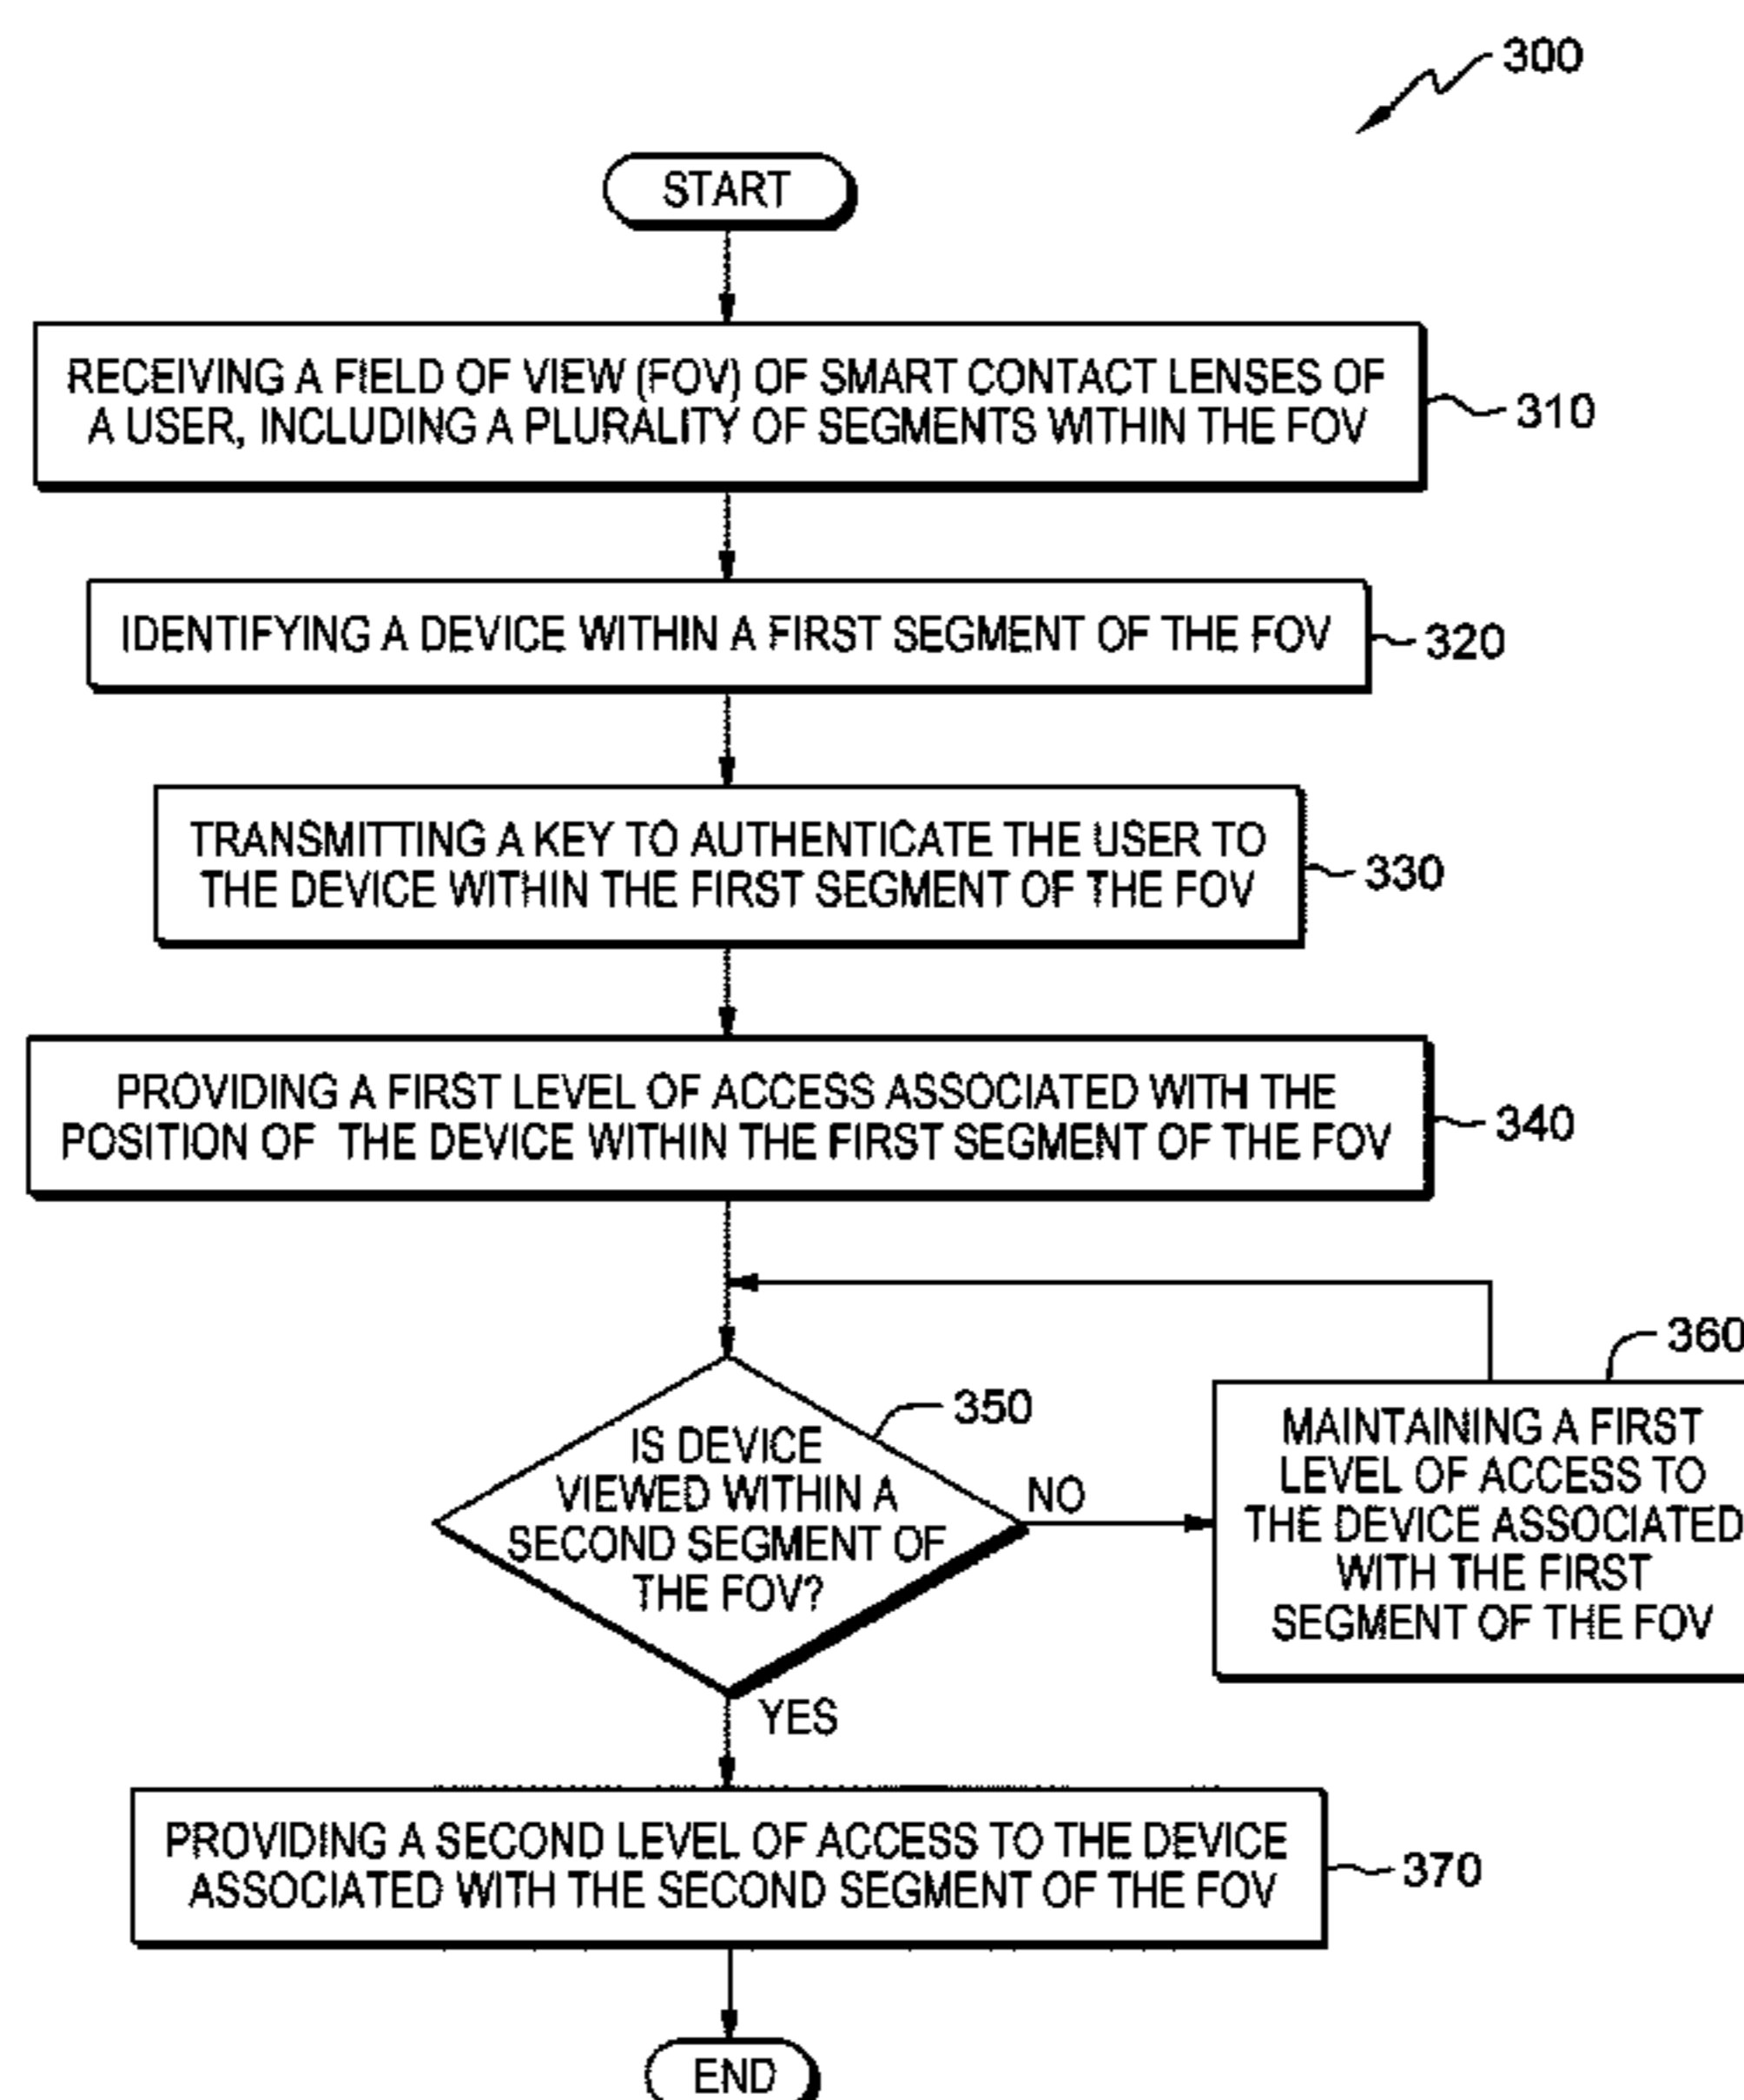 300
START
RECEIVING A FIELD OF VIEW (FOV) OF SMART CONTACT LENSES OF
A USER, INCLUDING A PLURALITY OF SEGMENTS WITHIN THE FOV
310
IDENTIFYING A DEVICE WITHIN A FIRST SEGMENT OF THE FOV
320
TRANSMITTING A KEY TO AUTHENTICATE THE USER TO
THE DEVICE WITHIN THE FIRST SEGMENT OF THE FOV
330
PROVIDING A FIRST LEVEL OF ACCESS ASSOCIATED WITH THE
POSITION OF THE DEVICE WITHIN THE FIRST SEGMENT OF THE FOV
340
350
IS DEVICE
VIEWED WITHIN A
SECOND SEGMENT OF
THE FOV?
NO
360
MAINTAINING A FIRST
LEVEL OF ACCESS TO
THE DEVICE ASSOCIATED
WITH THE FIRST
SEGMENT OF THE FOV
YES
PROVIDING A SECOND LEVEL OF ACCESS TO THE DEVICE
ASSOCIATED WITH THE SECOND SEGMENT OF THE FOV
370
END